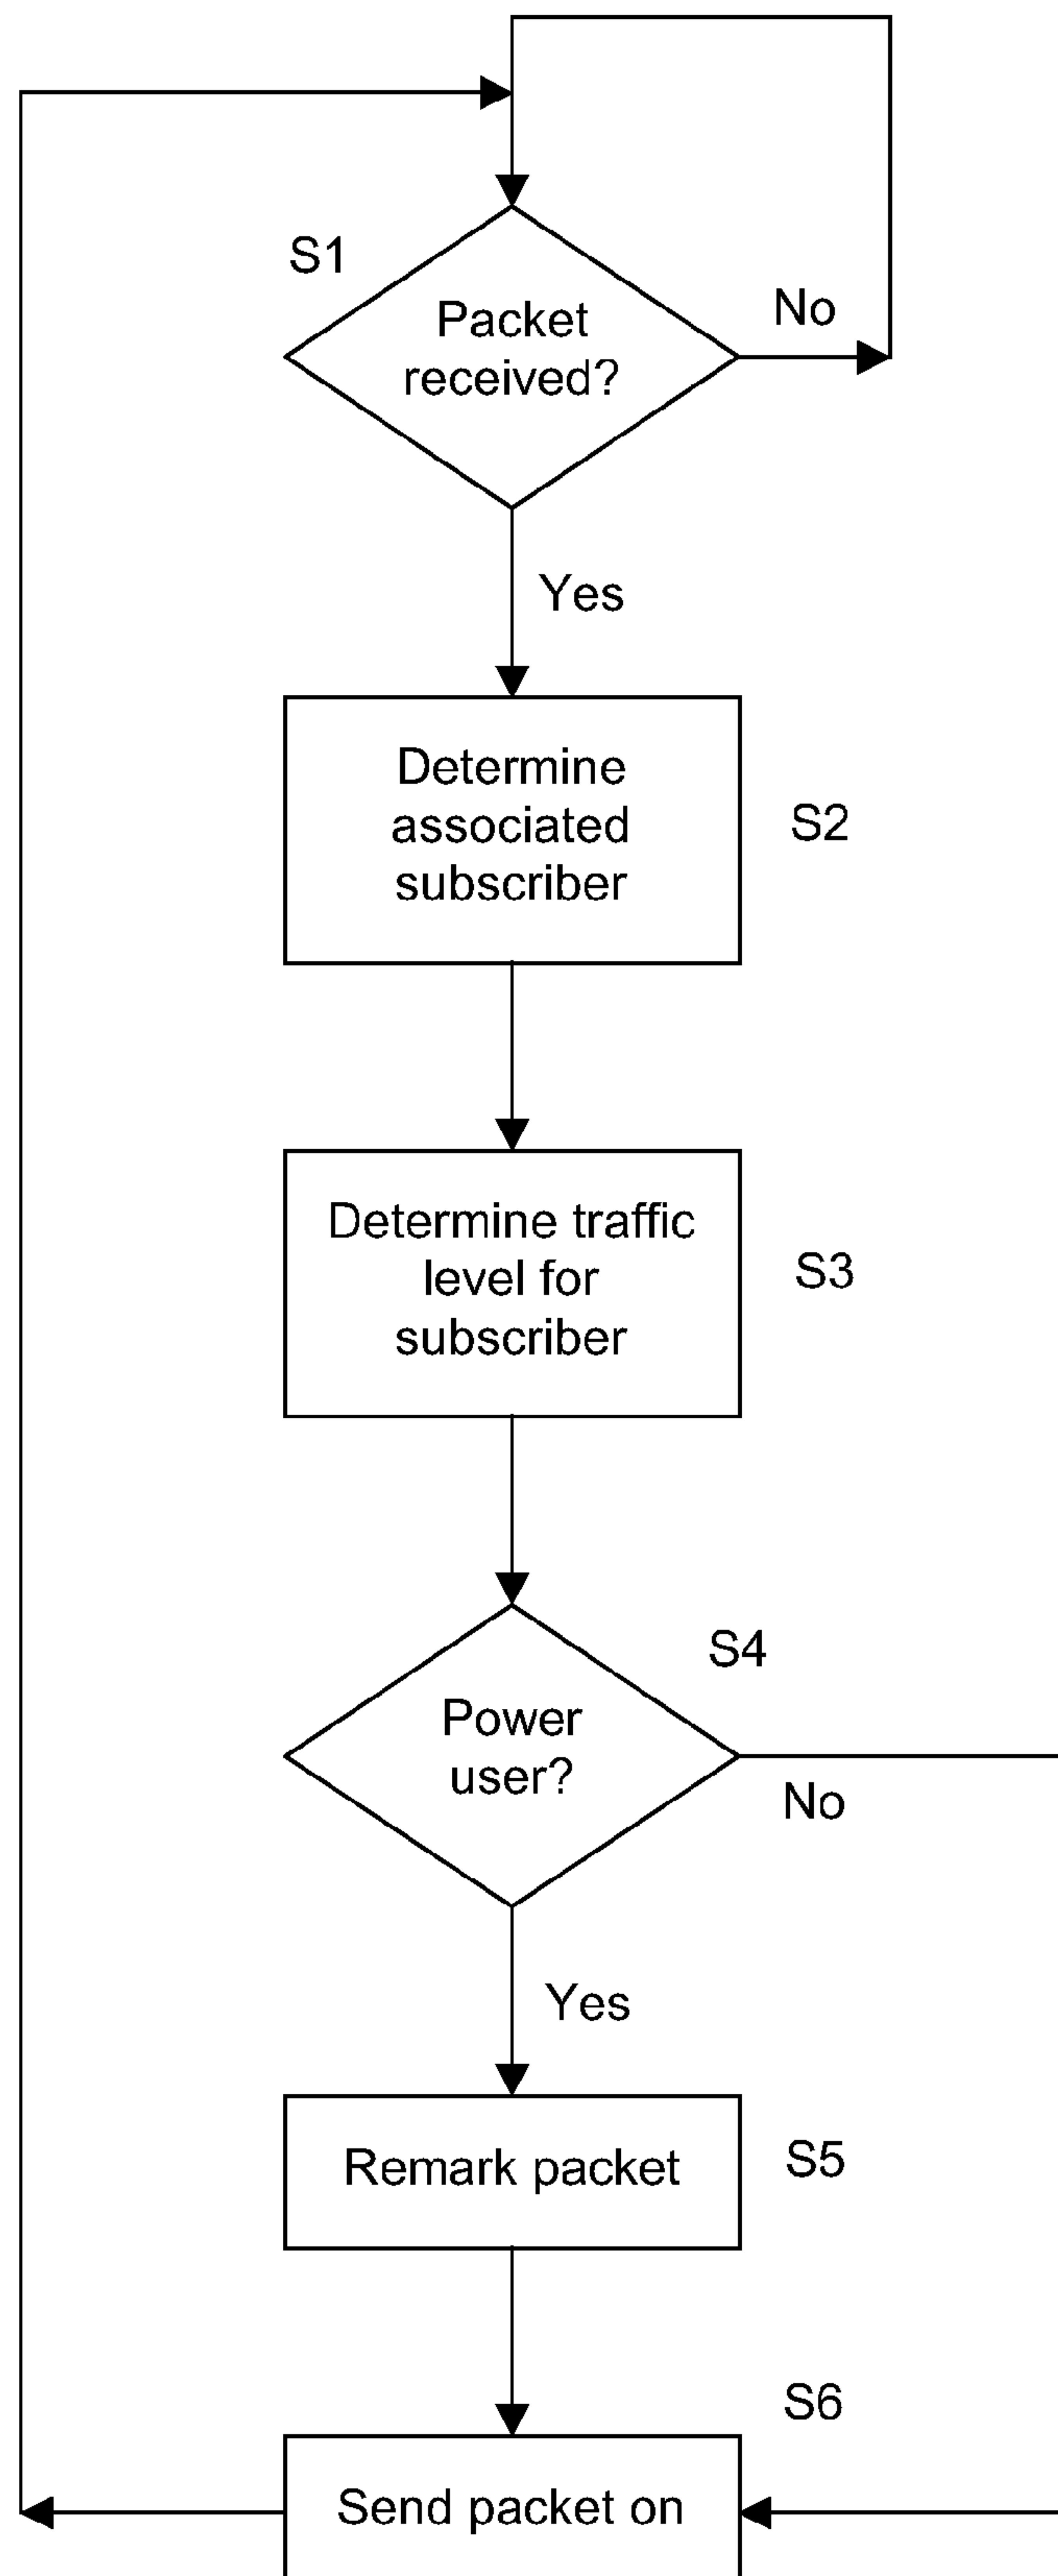 S1
Packet
received?
No
Yes
Determine
associated
subscriber
S2
Determine traffic
level for
subscriber
S3
S4
Power
user?
No
Yes
Remark packet
S5
S6
Send packet on